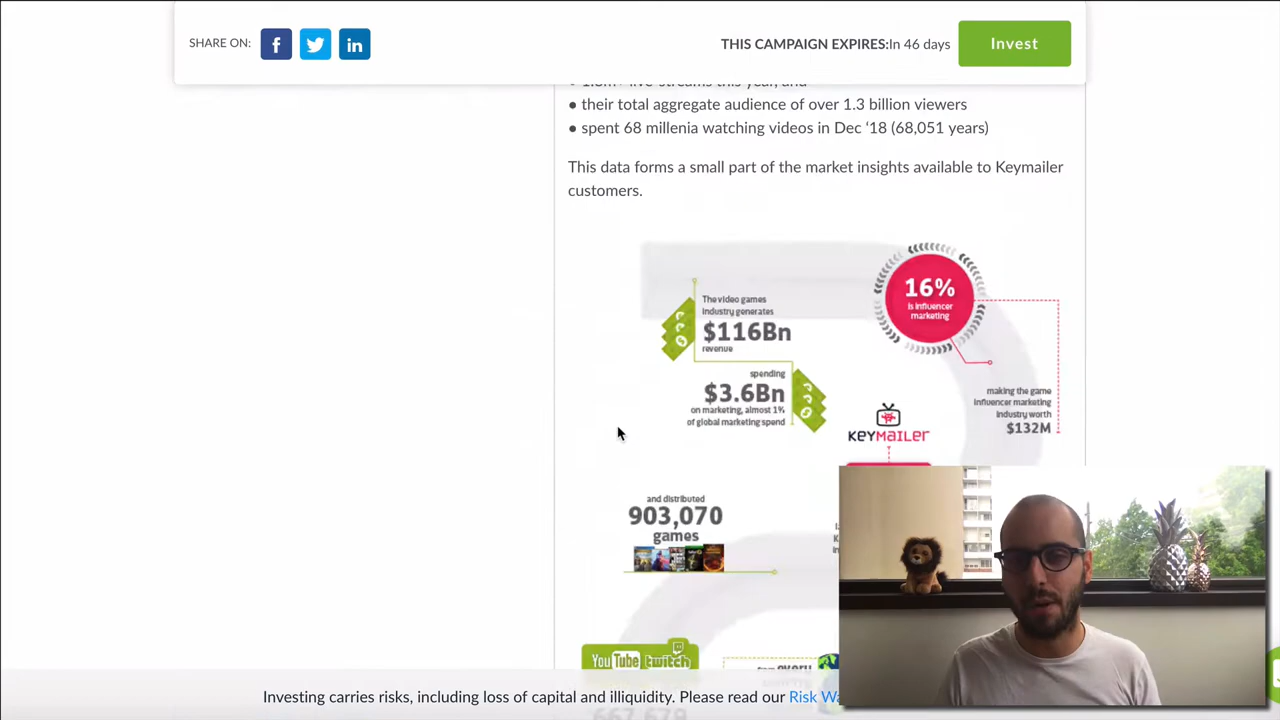 SHARE ON:
THIS CAMPAIGN EXPIRES:In 46 days
Invest
● their total aggregate audience of over 1.3 billion viewers
● spent 68 millenia watching videos in Dec ‘18 (68,051 years)
This data forms a small part of the market insights available to Keymailer
customers.
The video games
industry generates
$116Bn
revenue
16%
is influencer
marketing
spending
$3.6Bn
on marketing, almost 1%
of global marketing spend
making the game
influencer marketing
industry worth
$132M
KEYMAILER
and distributed
903,070
games
YouTube twitch
every
Investing carries risks, including loss of capital and illiquidity. Please read our Risk